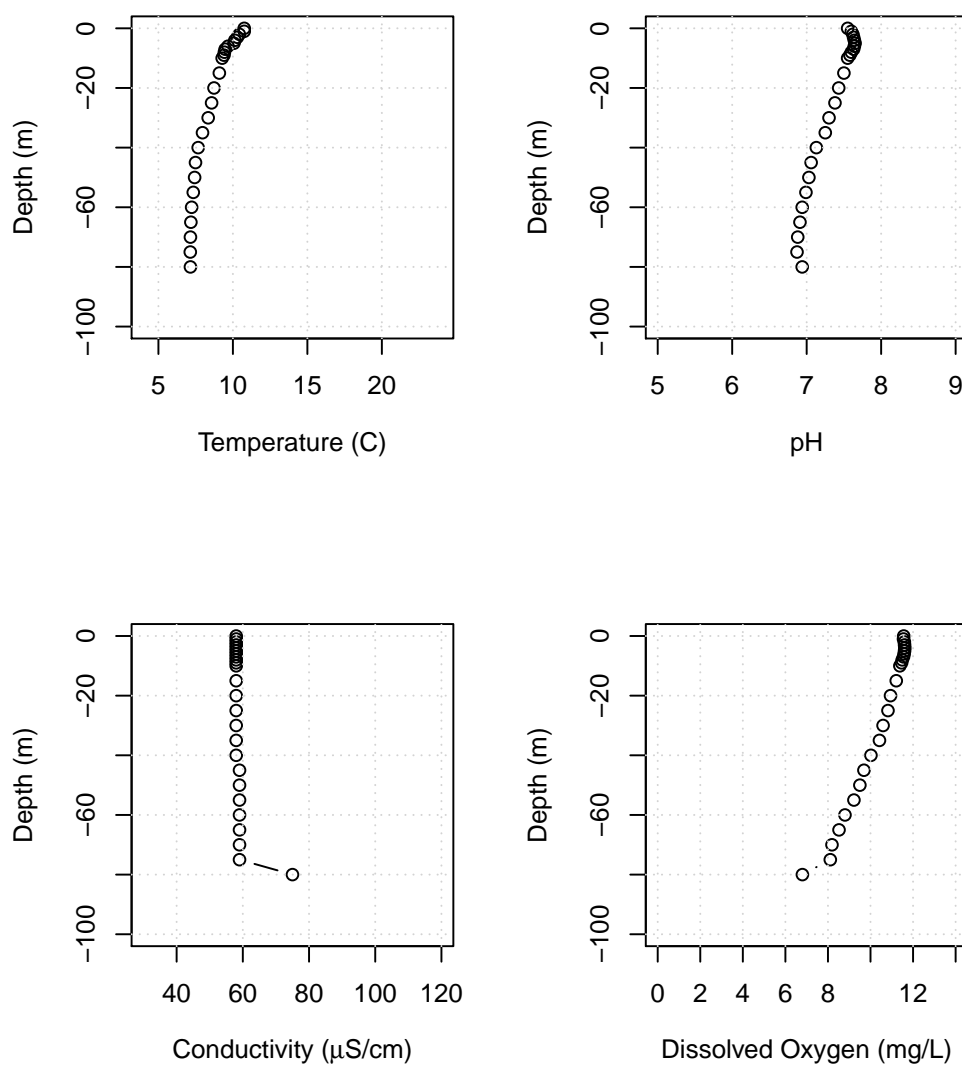 0
−20
−60
−100
Depth (m)
5 10 15 20
Temperature (C)
0
−20
−60
−100
Depth (m)
5 6 7 8 9
pH
0
−20
−60
−100
Depth (m)
40 60 80 100 120
Conductivity (μS/cm)
0
−20
−60
−100
Depth (m)
0 2 4 6 8 12
Dissolved Oxygen (mg/L)